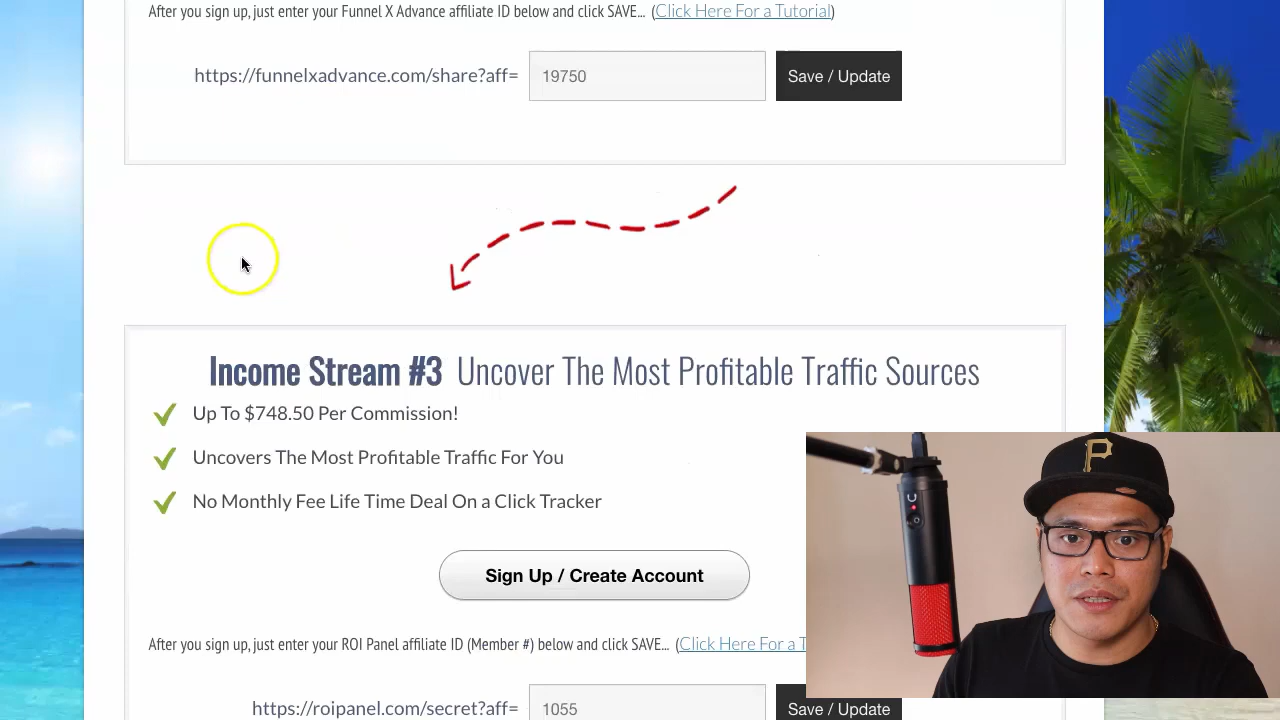 After you sign up, just enter your Funnel X Advance affiliate ID below and click SAVE... (Click Here For a Tutorial)
https://funnelxadvance.com/share?aff= 19750 Save / Update
Income Stream #3 Uncover The Most Profitable Traffic Sources
Up To $748.50 Per Commission!
Uncovers The Most Profitable Traffic For You
No Monthly Fee Life Time Deal On a Click Tracker
P
Sign Up / Create Account
After you sign up, just enter your ROI Panel affiliate ID (Member #) below and click SAVE... (Click Here For a T
https://roipanel.com/secret?aff= 1055 Save / Update